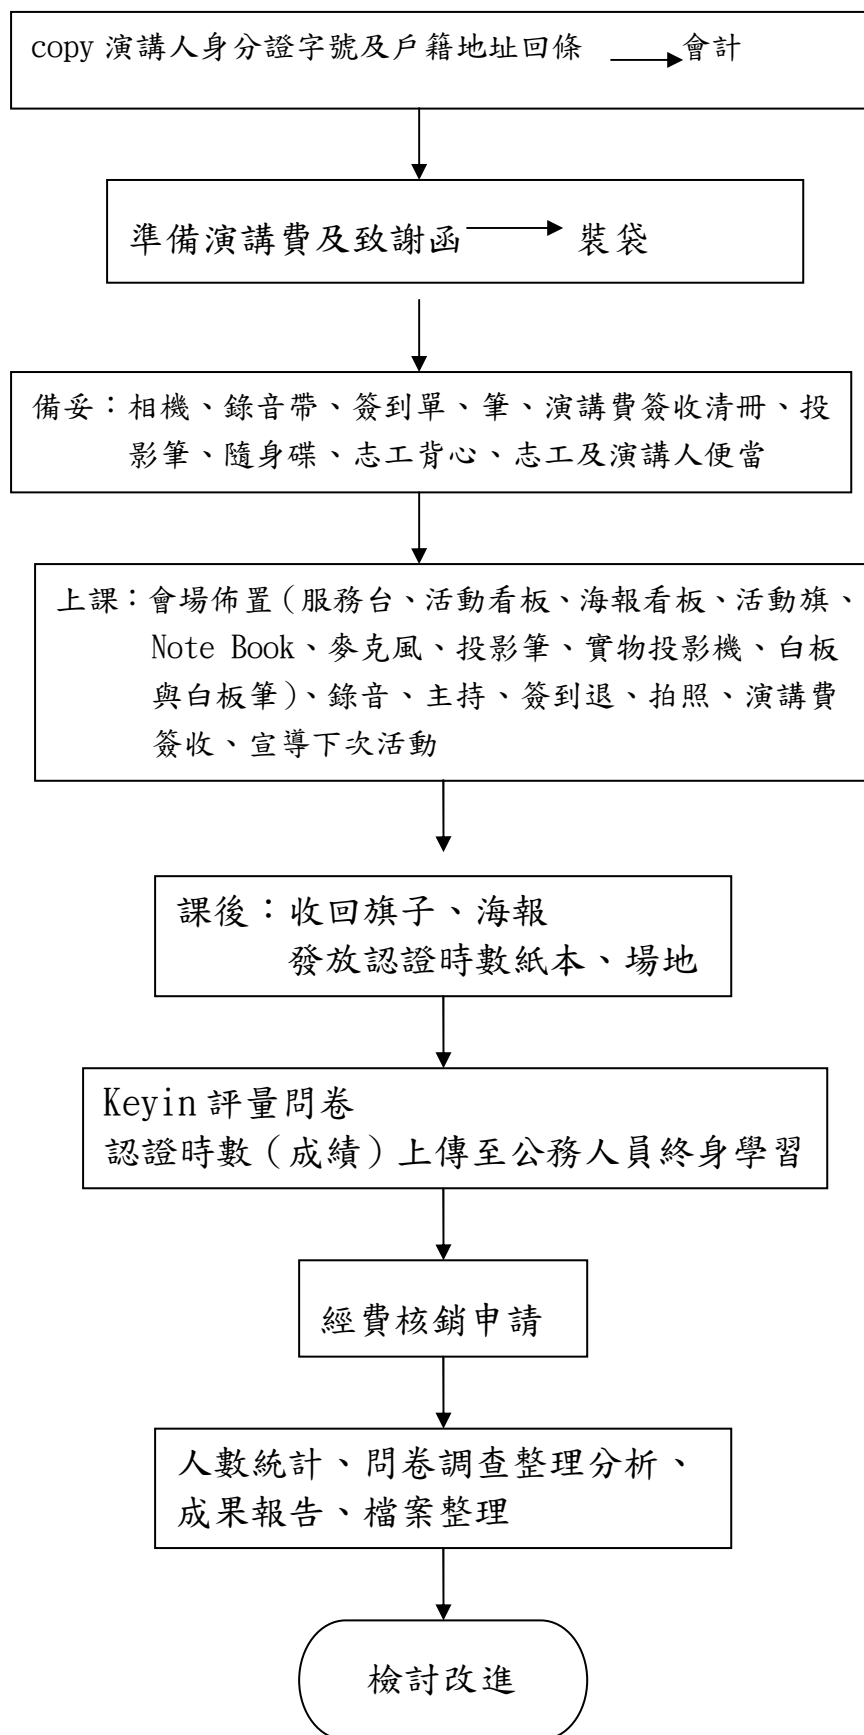 copy 演講人身分證字號及戶籍地址回條 會計
準備演講費及致謝函 裝袋
備妥：相機、錄音帶、簽到單、筆、演講費簽收清冊、投
影筆、隨身碟、志工背心、志工及演講人便當
上課：會場佈置（服務台、活動看板、海報看板、活動旗、
Note Book、麥克風、投影筆、實物投影機、白板
與白板筆）、錄音、主持、簽到退、拍照、演講費
簽收、宣導下次活動
課後：收回旗子、海報
發放認證時數紙本、場地
Keyin 評量問卷
認證時數（成績）上傳至公務人員終身學習
經費核銷申請
人數統計、問卷調查整理分析、
成果報告、檔案整理
檢討改進